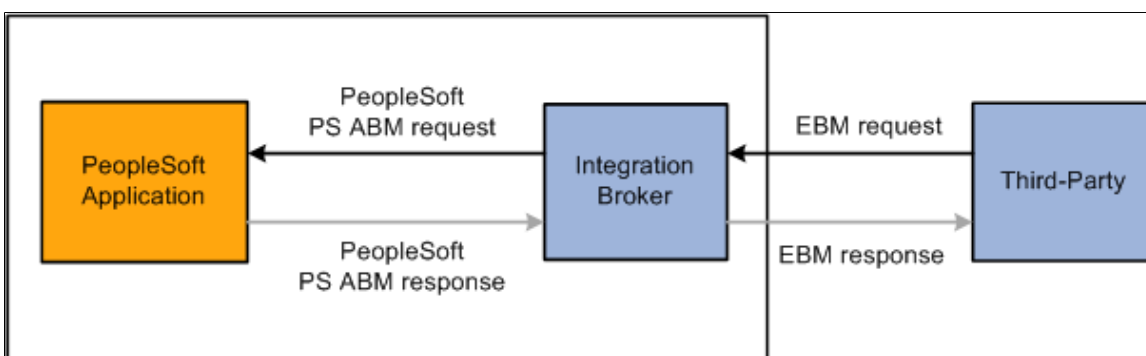 PeopleSoft
PS ABM request
EBM request
PeopleSoft
Application
Integration
Broker
Third-Party
PeopleSoft
PS ABM response
EBM response